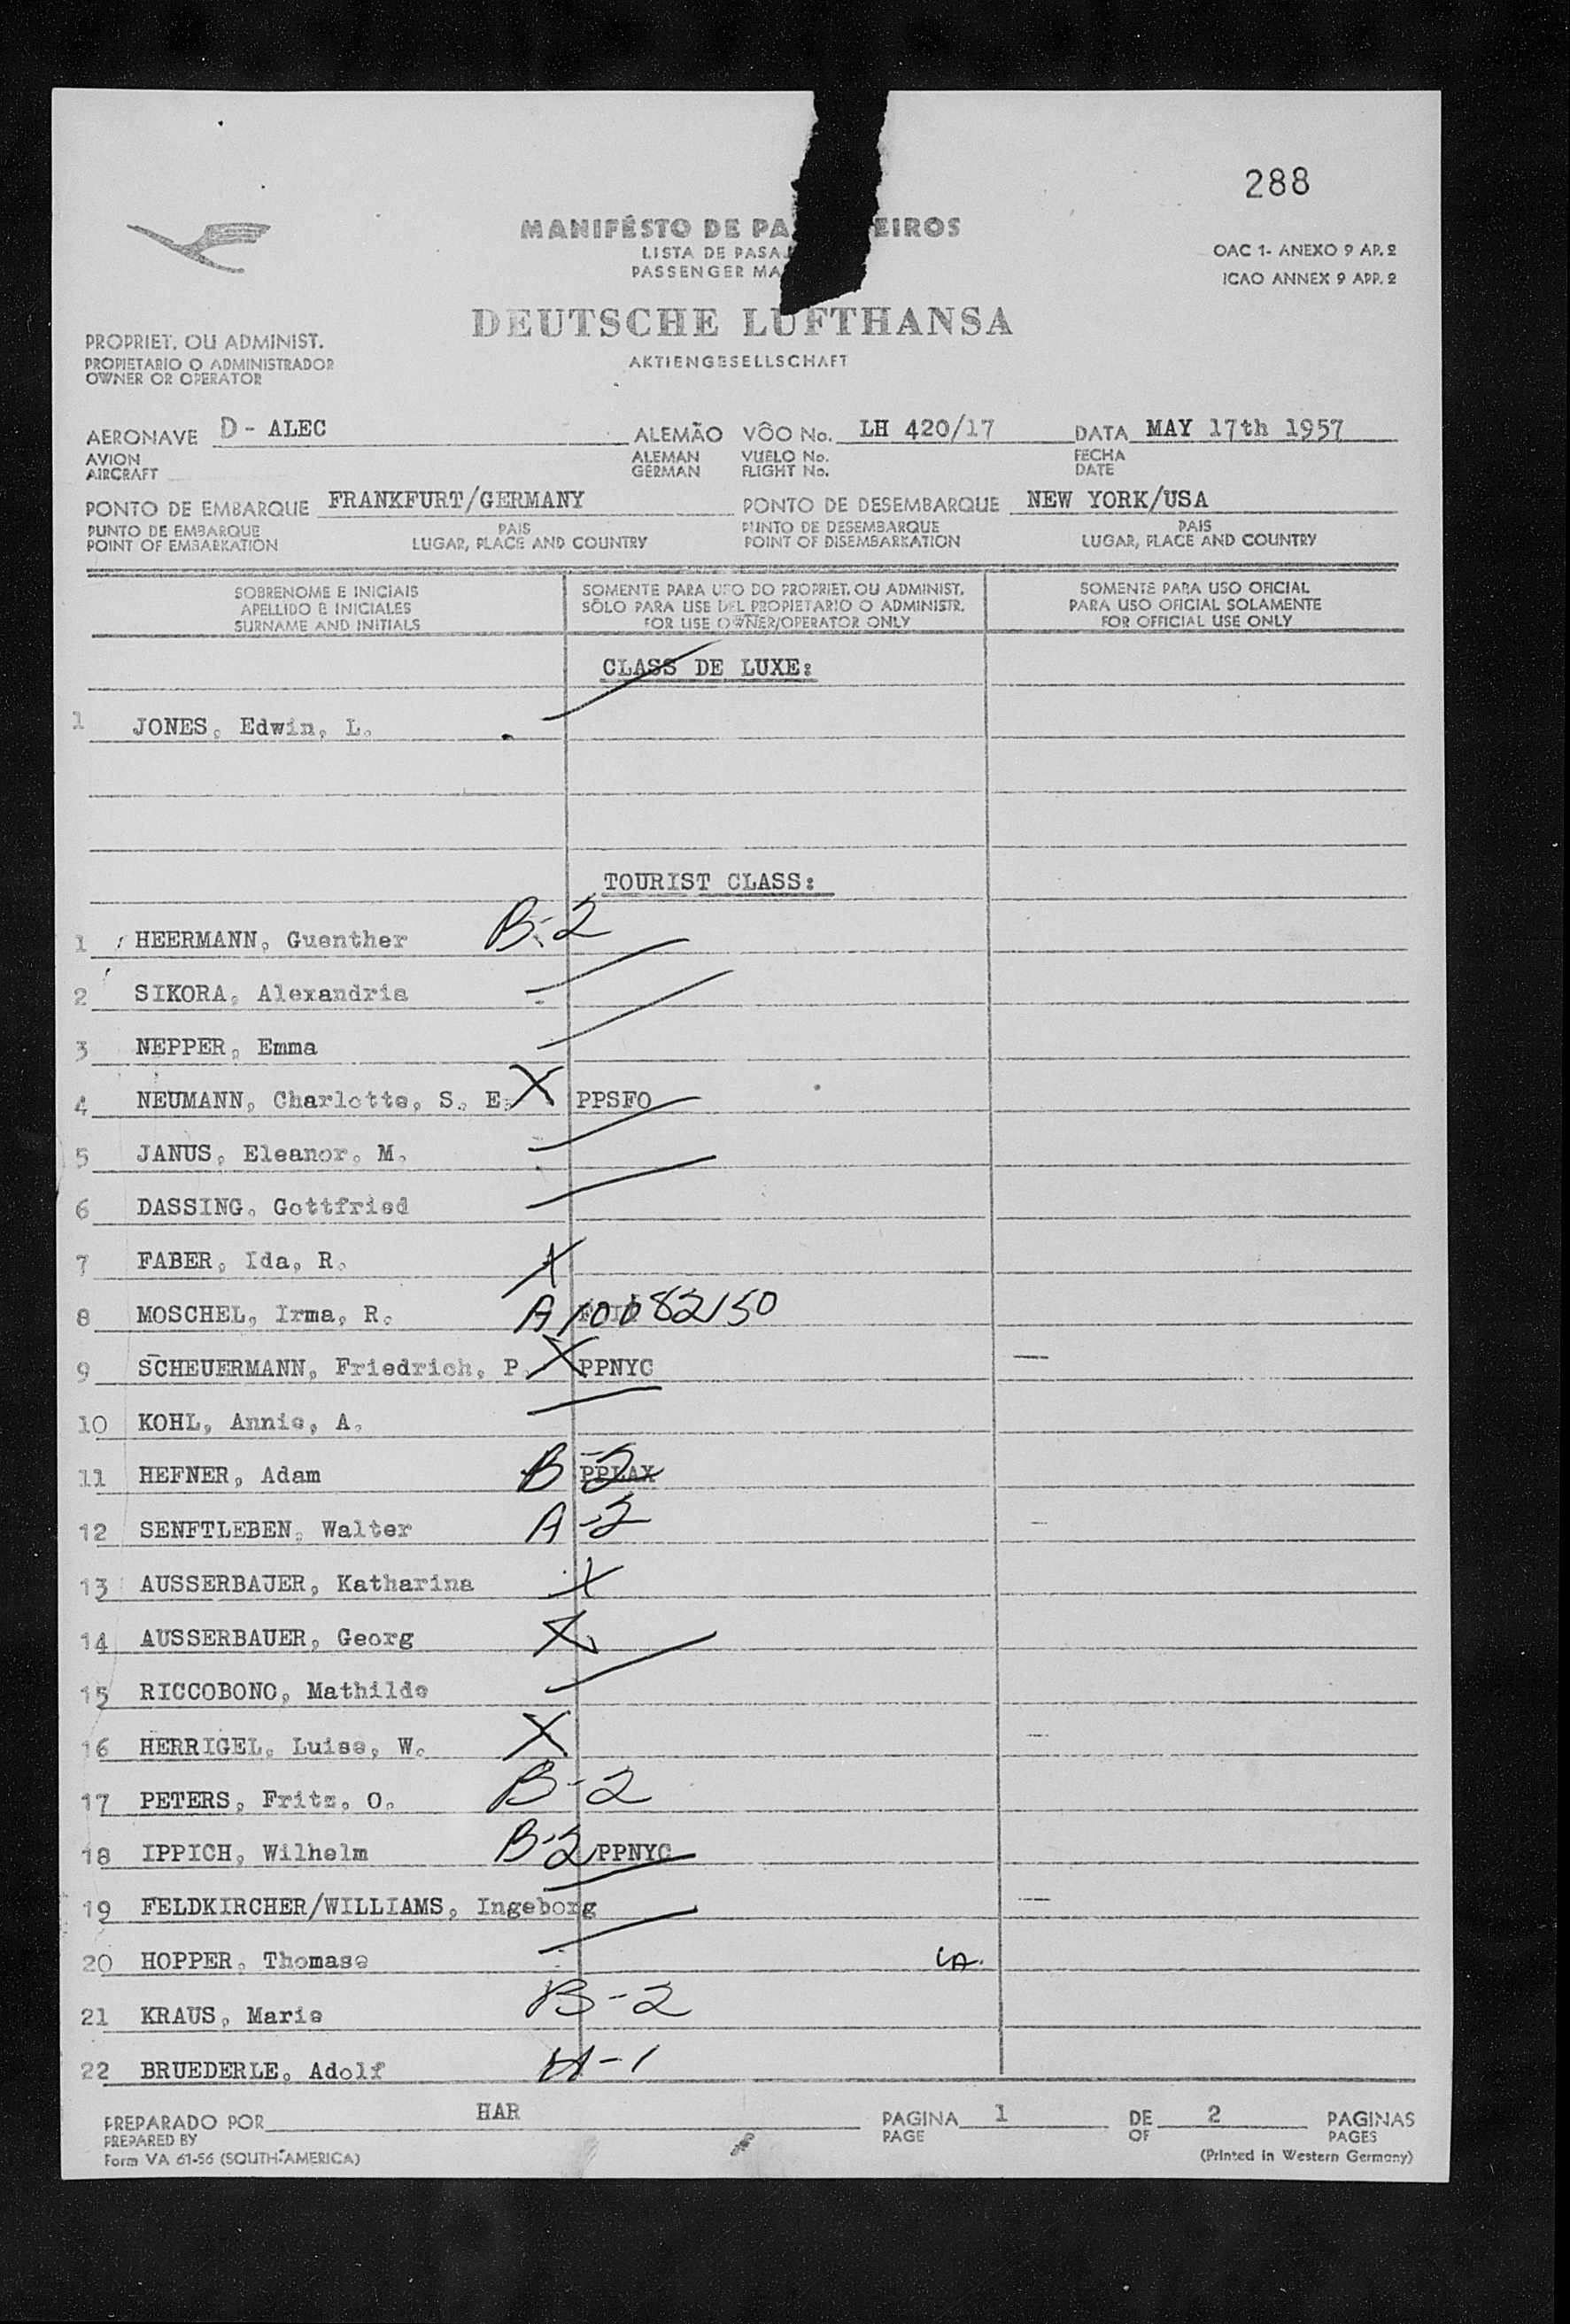 288
MANIFÉSTO DE PA EIROS
LISTA DE PASA
PASSENGER MA
OAC 1- ANEXO 9 AP. 2
ICAO ANNEX 9 APP. 2
DEUTSCHE LUFTHANSA
AKTIENGESELLSCHAFT
PROPRIET. OU ADMINIST.
PROPIETARIO O ADMINISTRADOR
OWNER OR OPERATOR
AERONAVE D - ALEC ALEMÃO VÔO No. LH 420/17 DATA MAY 17th 1957
AVION ALEMAN VUELO No. FECHA
AIRCRAFT GERMAN FLIGHT No. DATE
PONTO DE EMBARQUE FRANKFURT/GERMANY PONTO DE DESEMBARQUE NEW YORK/USA
PUNTO DE EMBARQUE PAIS PUNTO DE DESEMBARQUE PAIS
POINT OF EMBARKATION LUGAR, PLACE AND COUNTRY POINT OF DISEMBARKATION LUGAR, PLACE AND COUNTRY
SOBRENOME E INICIAIS SOMENTE PARA USO DO PROPRIET. OU ADMINIST. SOMENTE PARA USO OFICIAL
APELLIDO E INICIALES SÓLO PARA USE DEL PROPIETARIO O ADMINISTR. PARA USO OFICIAL SOLAMENTE
SURNAME AND INITIALS FOR USE OWNER/OPERATOR ONLY FOR OFFICIAL USE ONLY
CLASS DE LUXE:
1 JONES, Edwin, L.
TOURIST CLASS:
1 HEERMANN, Guenther B-2
2 SIKORA, Alexandria
3 NEPPER, Emma
4 NEUMANN, Charlotte, S. E. X PPSFO
5 JANUS, Eleanor, M.
6 DASSING, Gottfried
7 FABER, Ida, R. X
8 MOSCHEL, Irma, R. A10082150
9 SCHEUERMANN, Friedrich, P. X PPNYC
10 KOHL, Annie, A.
11 HEFNER, Adam B-2 PPLAX
12 SENFTLEBEN, Walter A-2
13 AUSSERBAUER, Katharina X
14 AUSSERBAUER, Georg X
15 RICCOBONO, Mathilde
16 HERRIGEL, Luise, W. X
17 PETERS, Fritz, O. B-2
18 IPPICH, Wilhelm B-2 PPNYC
19 FELDKIRCHER/WILLIAMS, Ingeborg
20 HOPPER, Thomase
21 KRAUS, Marie B-2
22 BRUEDERLE, Adolf H-1
PREPARADO POR HAR PAGINA 1 DE 2 PAGINAS
PREPARED BY PAGE OF PAGES
Form VA 61-56 (SOUTH-AMERICA) (Printed in Western Germany)